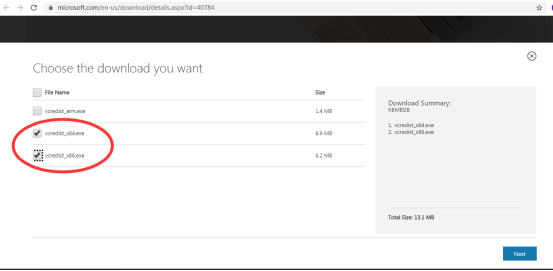 microsoft.com/en-us/download/details.aspx?id=40784
Choose the download you want
File Name Size
vcredist_arm.exe 1.4 MB
vcredist_x64.exe 6.9 MB
vcredist_x86.exe 6.2 MB
Download Summary:
KBMBGB
1. vcredist_x64.exe
2. vcredist_x86.exe
Total Size: 13.1 MB
Next